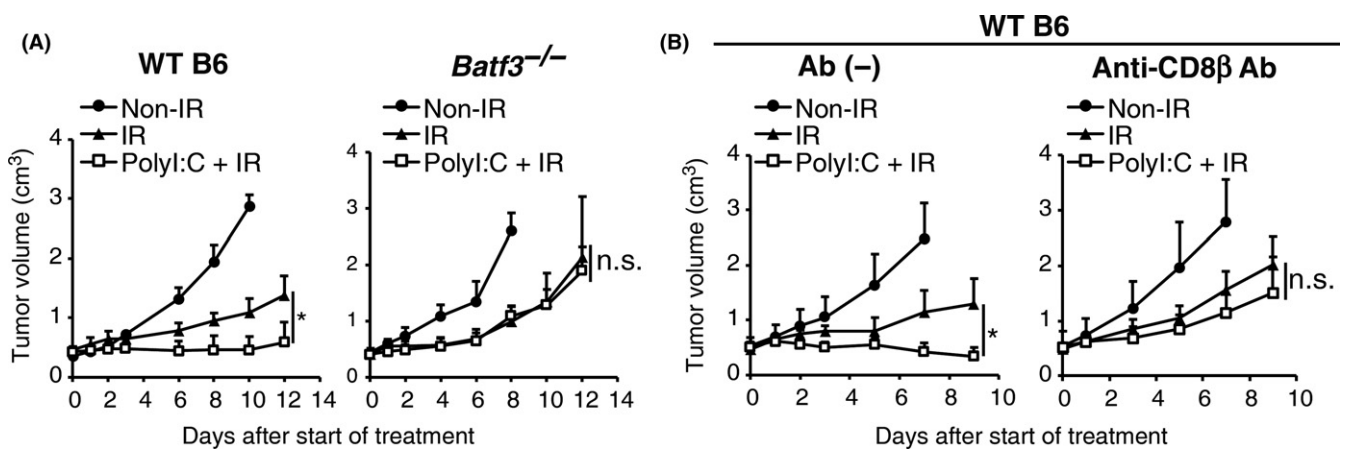 (A)
WT B6
Non-IR
IR
PolyI:C + IR
Tumor volume (cm³)
4
3
2
1
0
0 2 4 6 8 10 12 14
*
Batf3⁻/⁻
Non-IR
IR
PolyI:C + IR
4
3
2
1
0
0 2 4 6 8 10 12 14
n.s.
Days after start of treatment
(B)
WT B6
Ab (–)
Non-IR
IR
PolyI:C + IR
Tumor volume (cm³)
4
3
2
1
0
0 2 4 6 8 10
*
Anti-CD8β Ab
Non-IR
IR
PolyI:C + IR
4
3
2
1
0
0 2 4 6 8 10
n.s.
Days after start of treatment